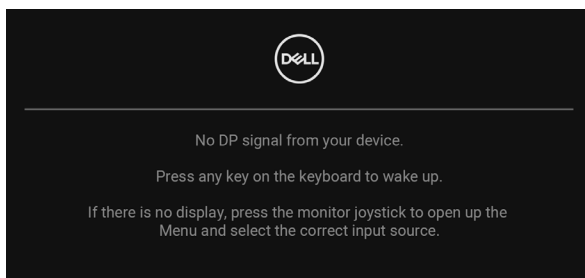 DELL
No DP signal from your device.
Press any key on the keyboard to wake up.
If there is no display, press the monitor joystick to open up the
Menu and select the correct input source.